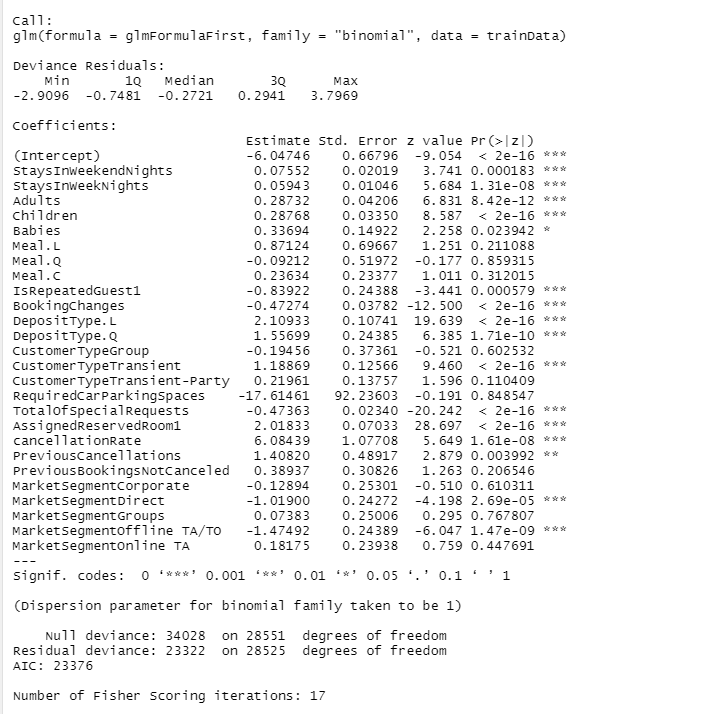 Call:
glm(formula = glmFormulaFirst, family = "binomial", data = trainData)
Deviance Residuals:
Min 1Q Median 3Q Max
-2.9096 -0.7481 -0.2721 0.2941 3.7969
Coefficients:
Estimate Std. Error z value Pr(>|z|)
(Intercept) -6.04746 0.66796 -9.054 < 2e-16 ***
StaysInWeekendNights 0.07552 0.02019 3.741 0.000183 ***
StaysInWeekNights 0.05943 0.01046 5.684 1.31e-08 ***
Adults 0.28732 0.04206 6.831 8.42e-12 ***
Children 0.28768 0.03350 8.587 < 2e-16 ***
Babies 0.33694 0.14922 2.258 0.023942 *
Meal.L 0.87124 0.69667 1.251 0.211088
Meal.Q -0.09212 0.51972 -0.177 0.859315
Meal.C 0.23634 0.23377 1.011 0.312015
IsRepeatedGuest1 -0.83922 0.24388 -3.441 0.000579 ***
BookingChanges -0.47274 0.03782 -12.500 < 2e-16 ***
DepositType.L 2.10933 0.10741 19.639 < 2e-16 ***
DepositType.Q 1.55699 0.24385 6.385 1.71e-10 ***
CustomerTypeGroup -0.19456 0.37361 -0.521 0.602532
CustomerTypeTransient 1.18869 0.12566 9.460 < 2e-16 ***
CustomerTypeTransient-Party 0.21961 0.13757 1.596 0.110409
RequiredCarParkingSpaces -17.61461 92.23603 -0.191 0.848547
TotalOfSpecialRequests -0.47363 0.02340 -20.242 < 2e-16 ***
AssignedReservedRoom1 2.01833 0.07033 28.697 < 2e-16 ***
cancellationRate 6.08439 1.07708 5.649 1.61e-08 ***
PreviousCancellations 1.40820 0.48917 2.879 0.003992 **
PreviousBookingsNotCanceled 0.38937 0.30826 1.263 0.206546
MarketSegmentCorporate -0.12894 0.25301 -0.510 0.610311
MarketSegmentDirect -1.01900 0.24272 -4.198 2.69e-05 ***
MarketSegmentGroups 0.07383 0.25006 0.295 0.767807
MarketSegmentOffline TA/TO -1.47492 0.24389 -6.047 1.47e-09 ***
MarketSegmentOnline TA 0.18175 0.23938 0.759 0.447691
---
Signif. codes: 0 ‘***’ 0.001 ‘**’ 0.01 ‘*’ 0.05 ‘.’ 0.1 ‘ ’ 1
(Dispersion parameter for binomial family taken to be 1)
Null deviance: 34028 on 28551 degrees of freedom
Residual deviance: 23322 on 28525 degrees of freedom
AIC: 23376
Number of Fisher Scoring iterations: 17